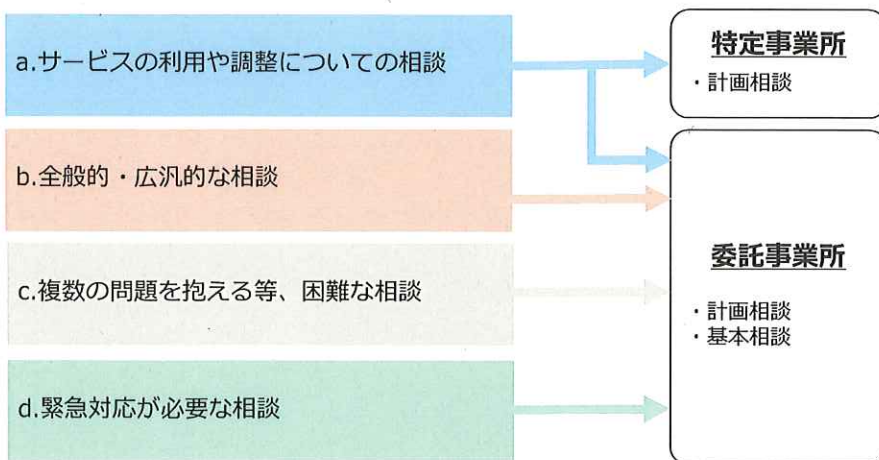 a.サービスの利用や調整についての相談
b.全般的・広汎的な相談
c.複数の問題を抱える等、困難な相談
d.緊急対応が必要な相談
特定事業所
・計画相談
委託事業所
・計画相談
・基本相談